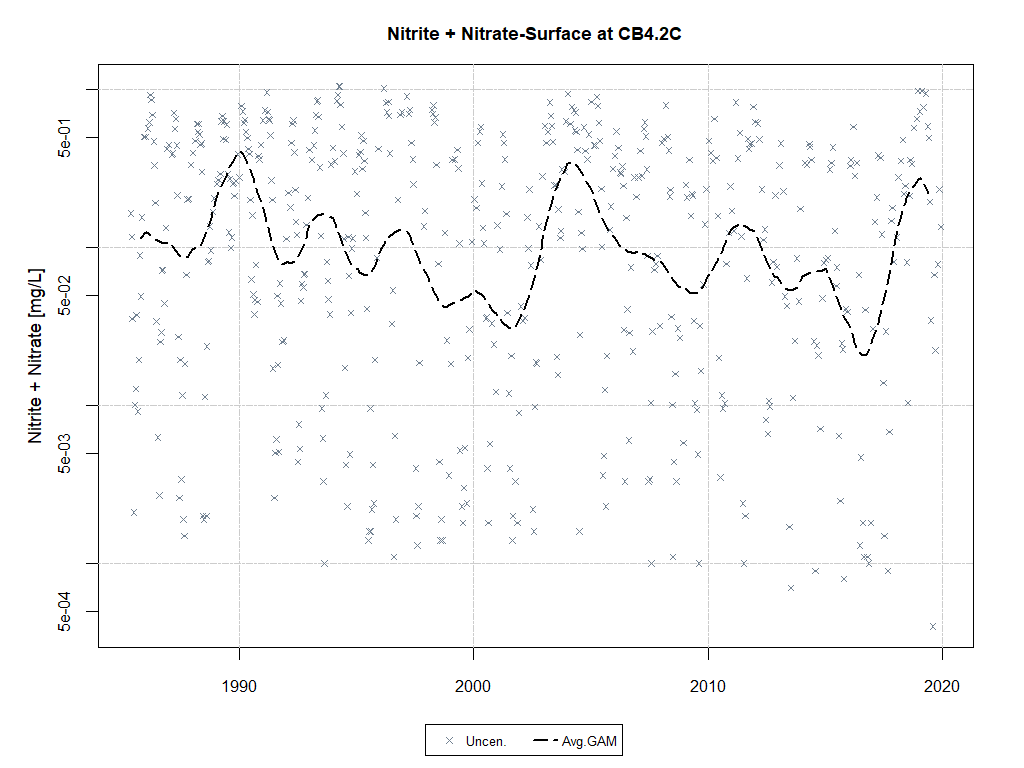 Nitrite + Nitrate-Surface at CB4.2C
Nitrite + Nitrate [mg/L]
5e-01
5e-02
5e-03
5e-04
1990 2000 2010 2020
Uncen. Avg.GAM